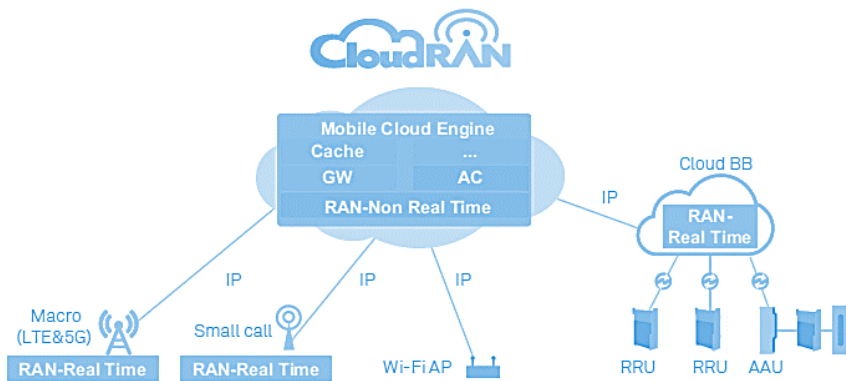 CloudRAN
Mobile Cloud Engine
Cache ...
GW AC
RAN-Non Real Time
Cloud BB
IP
RAN-
Real Time
IP IP IP
Macro
(LTE&5G)
Small call
Wi-Fi AP
RRU RRU AAU
RAN-Real Time RAN-Real Time